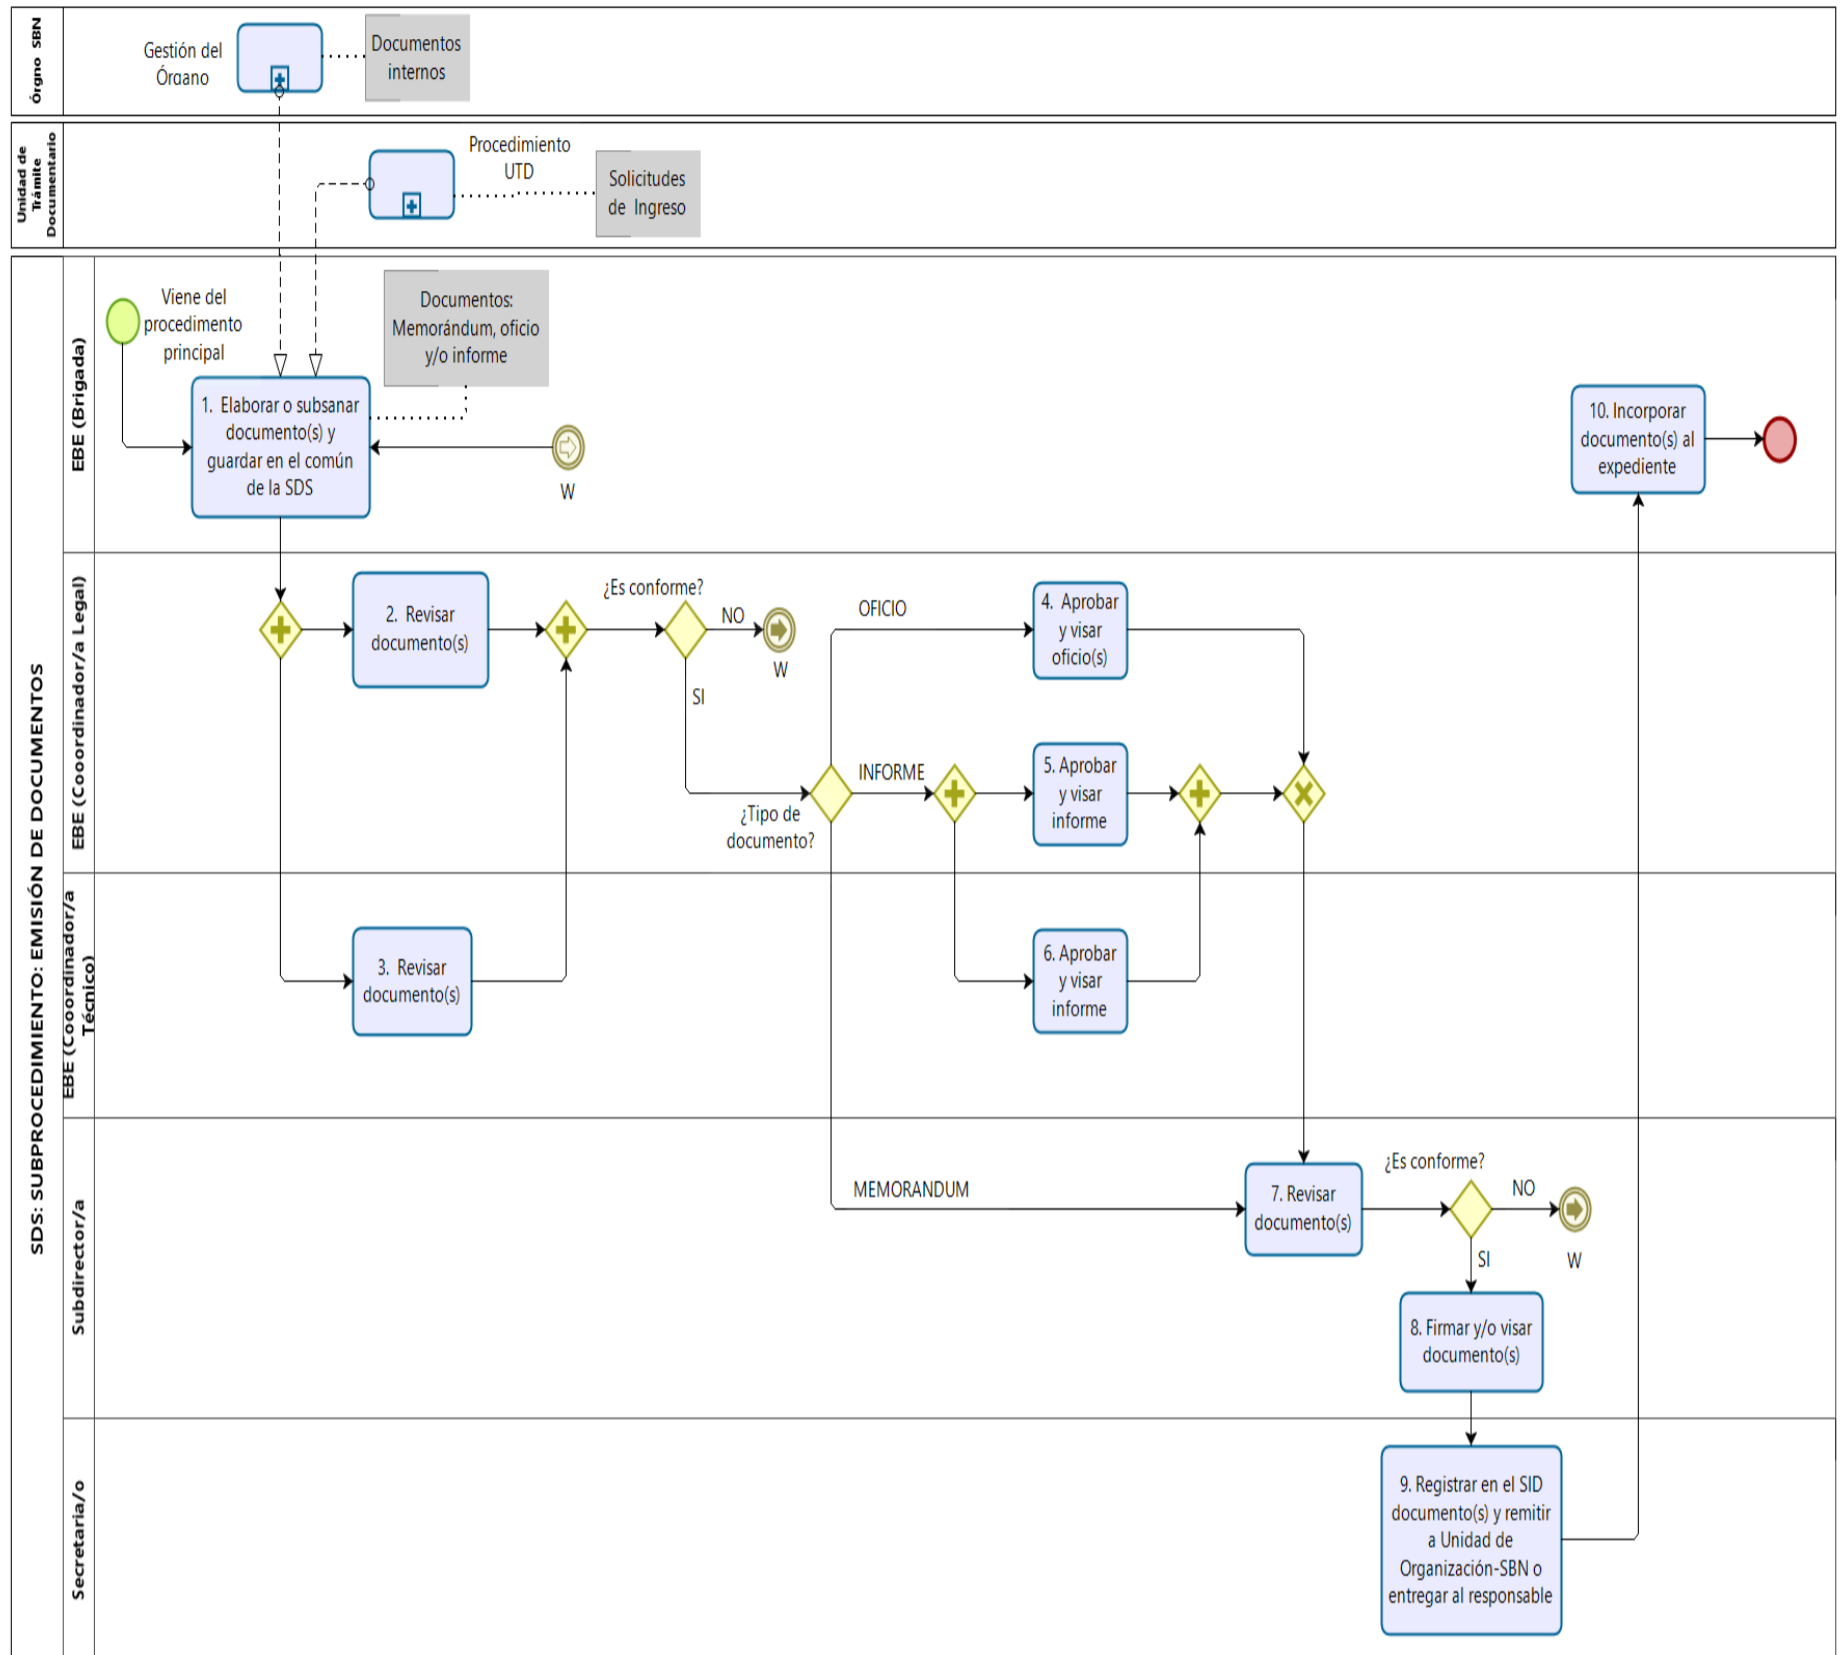 Órgno SBN
Gestión del
Órgano
Documentos
internos
Unidad de
Trámite
Documentario
Procedimiento
UTD
Solicitudes
de Ingreso
SDS: SUBPROCEDIMIENTO: EMISIÓN DE DOCUMENTOS
EBE (Brigada)
Viene del
procedimento
principal
Documentos:
Memorándum, oficio
y/o informe
1. Elaborar o subsanar
documento(s) y
guardar en el común
de la SDS
W
10. Incorporar
documento(s) al
expediente
EBE (Cooordinador/a Legal)
2. Revisar
documento(s)
¿Es conforme?
NO
W
SI
OFICIO
4. Aprobar
y visar
oficio(s)
INFORME
¿Tipo de
documento?
5. Aprobar
y visar
informe
EBE (Cooordinador/a
Técnico)
3. Revisar
documento(s)
6. Aprobar
y visar
informe
Subdirector/a
MEMORANDUM
7. Revisar
documento(s)
¿Es conforme?
NO
W
SI
8. Firmar y/o visar
documento(s)
Secretaria/o
9. Registrar en el SID
documento(s) y remitir
a Unidad de
Organización-SBN o
entregar al responsable